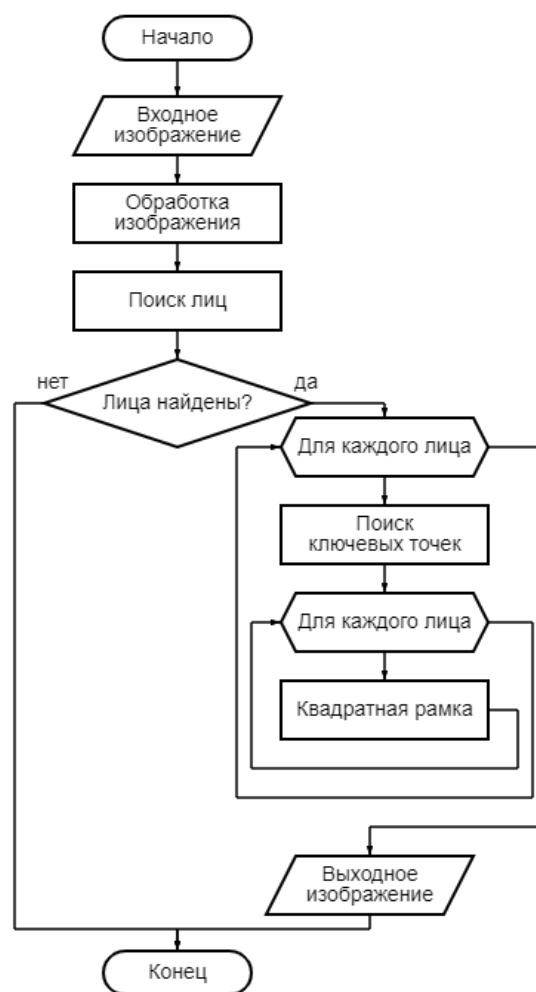 Начало
Входное
изображение
Обработка
изображения
Поиск лиц
нет
да
Лица найдены?
Для каждого лица
Поиск
ключевых точек
Для каждого лица
Квадратная рамка
Выходное
изображение
Конец